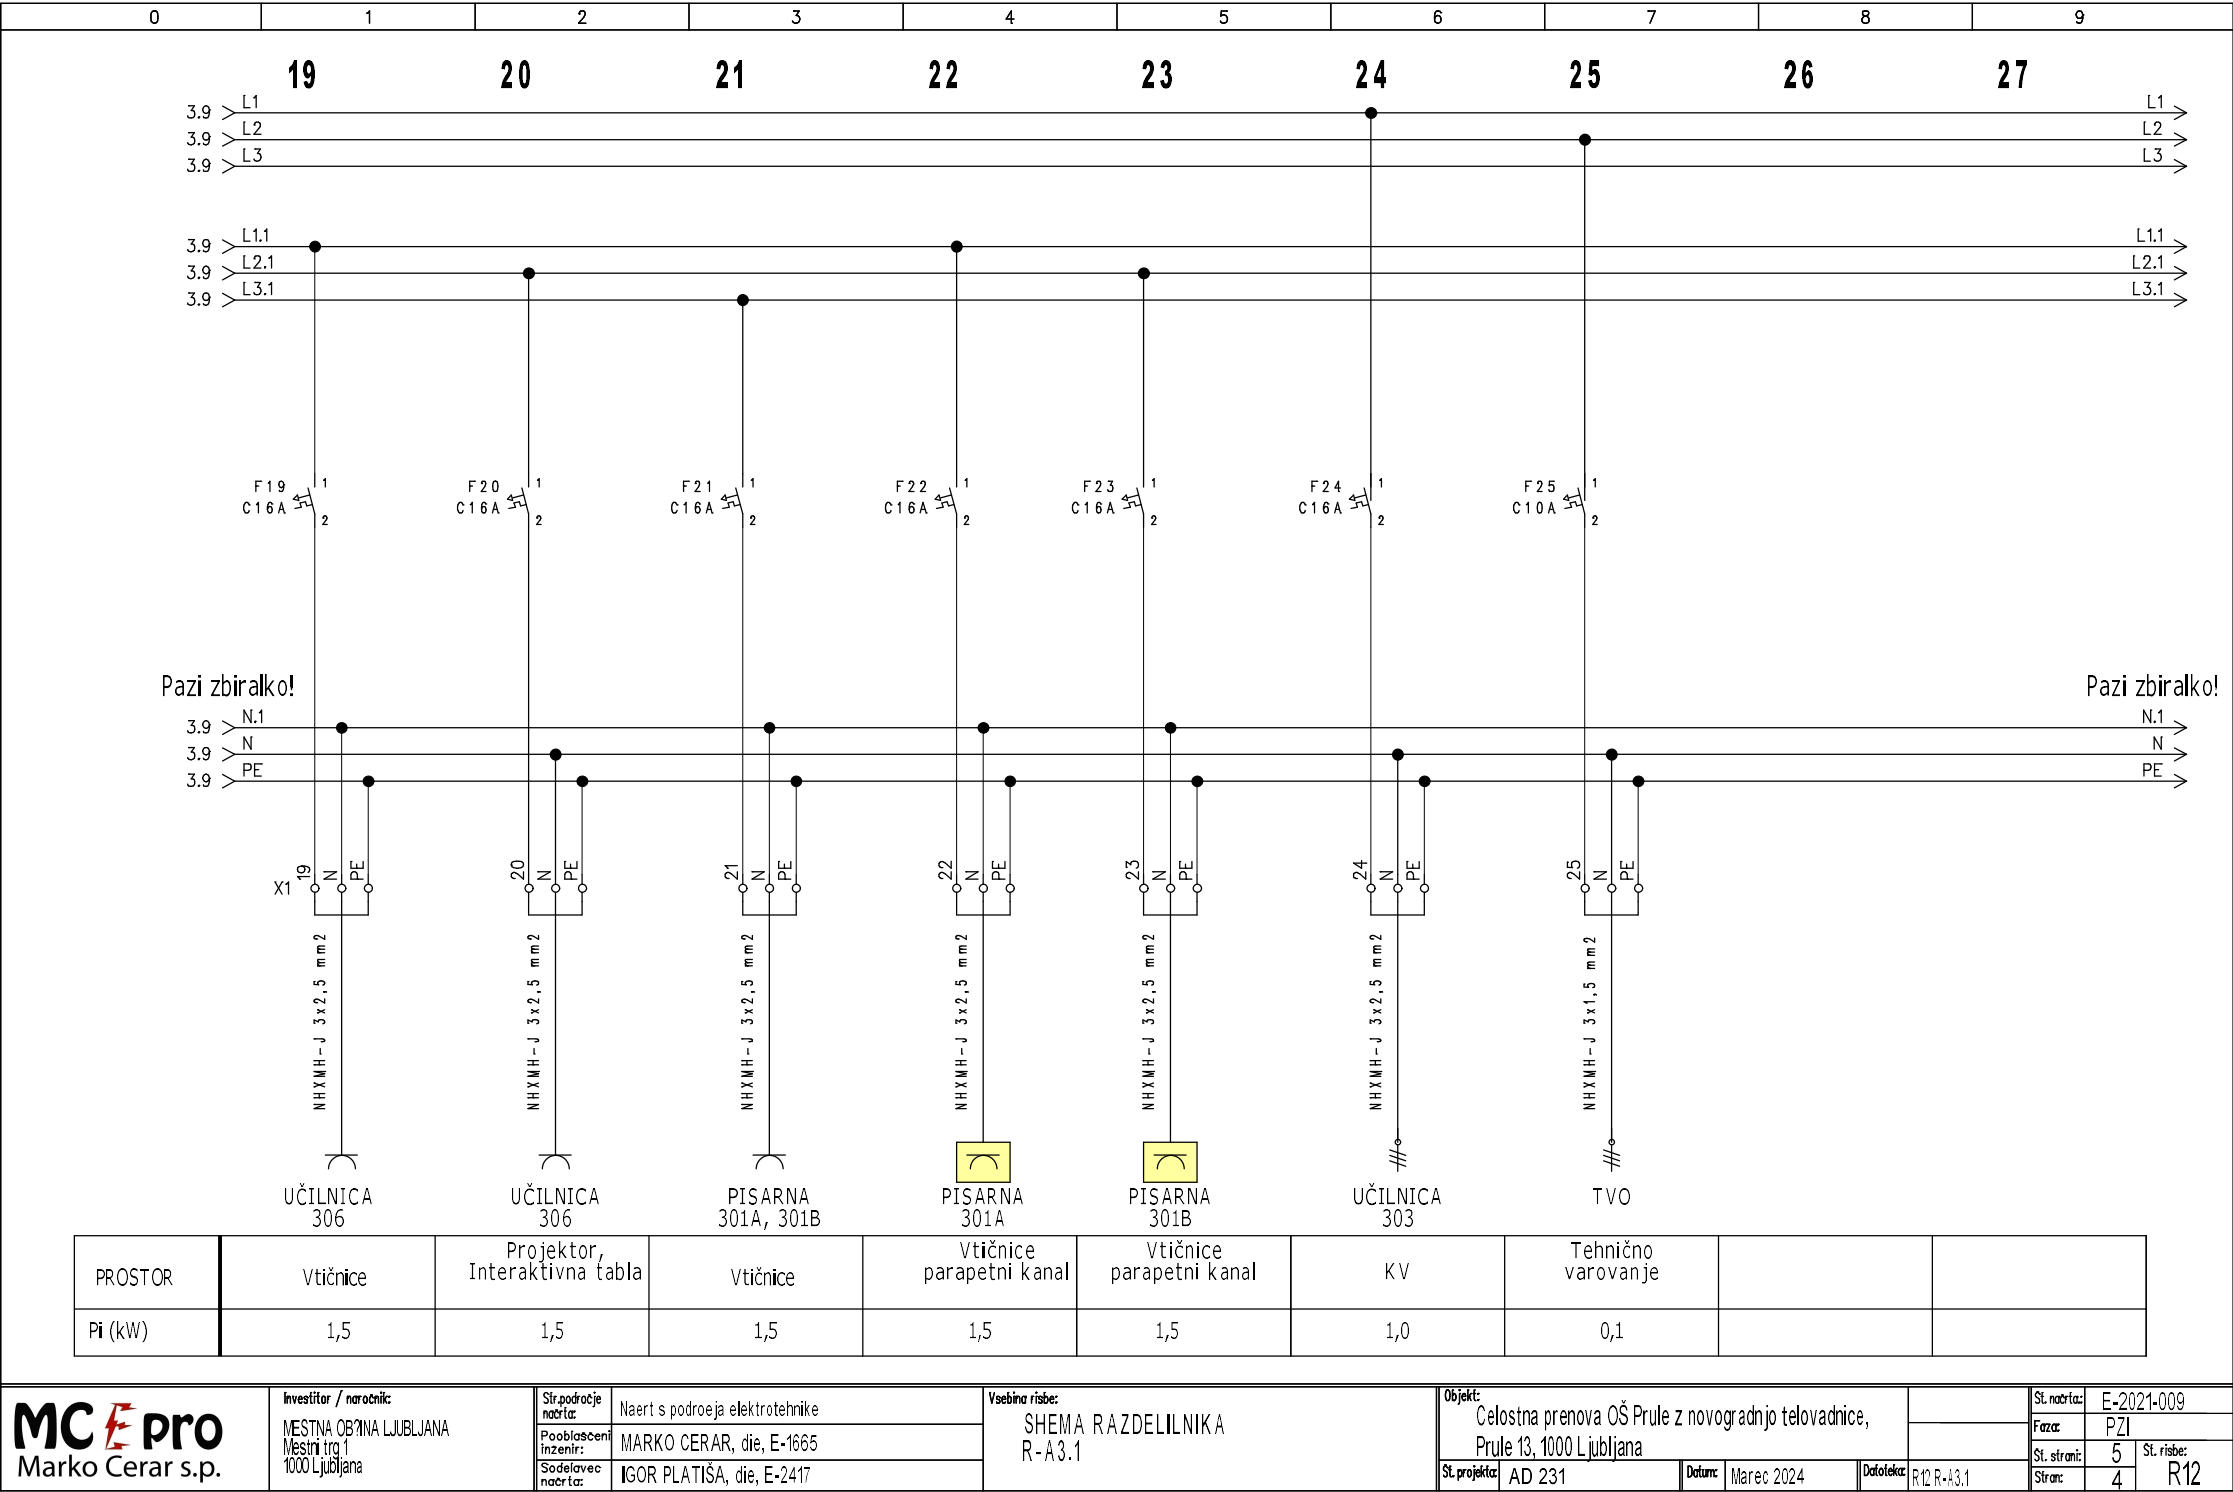 0 1 2 3 4 5 6 7 8 9
19 20 21 22 23 24 25 26 27
3.9 L1 L1
3.9 L2 L2
3.9 L3 L3
3.9 L1.1 L1.1
3.9 L2.1 L2.1
3.9 L3.1 L3.1
F19 1 F20 1 F21 1 F22 1 F23 1 F24 1 F25 1
C16A C16A C16A C16A C16A C16A C10A
2 2 2 2 2 2 2
Pazi zbiralko! Pazi zbiralko!
3.9 N.1 N.1
3.9 N N
3.9 PE PE
X1 19 N PE 20 N PE 21 N PE 22 N PE 23 N PE 24 N PE 25 N PE
NHXMH-J 3x2,5 mm2
NHXMH-J 3x2,5 mm2
NHXMH-J 3x2,5 mm2
NHXMH-J 3x2,5 mm2
NHXMH-J 3x2,5 mm2
NHXMH-J 3x2,5 mm2
NHXMH-J 3x1,5 mm2
UČILNICA UČILNICA PISARNA PISARNA PISARNA UČILNICA TVO
306 306 301A, 301B 301A 301B 303
PROSTOR
Vtičnice
Projektor,
Interaktivna tabla
Vtičnice
Vtičnice
parapetni kanal
Vtičnice
parapetni kanal
KV
Tehnično
varovanje
Pi (kW) 1,5 1,5 1,5 1,5 1,5 1,0 0,1
MC E pro
Marko Cerar s.p.
Investitor / naročnik:
MESTNA OB?INA LJUBLJANA
Mestni trg 1
1000 Ljubljana
Str.področje
načrta:
Naert s podroeja elektrotehnike
Pooblaščeni
inženir:
MARKO CERAR, die, E-1665
Sodelavec
načrta:
IGOR PLATIŠA, die, E-2417
Vsebina risbe:
SHEMA RAZDELILNIKA
R-A3.1
Objekt:
Celostna prenova OŠ Prule z novogradnjo telovadnice,
Prule 13, 1000 Ljubljana
Št. projekta: AD 231
Datum: Marec 2024
Datoteka: R12 R-A3.1
Št. načrta: E-2021-009
Faza: PZI
Št. strani: 5
Stran: 4
Št. risbe:
R12